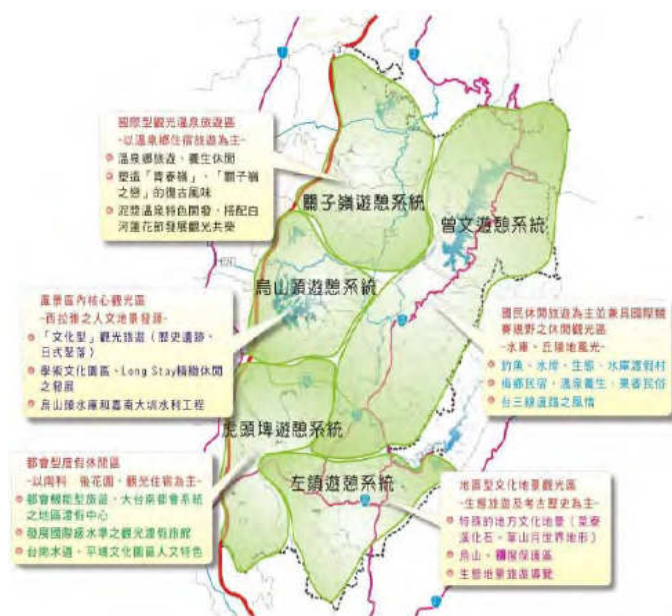 國際型觀光溫泉旅遊區
-以溫泉鄉住宿旅遊為主-
溫泉鄉旅遊、養生休閒
塑造「青春嶺」、「關子嶺
之戀」的復古風味
泥漿溫泉特色開發，搭配白
河蓮花節發展觀光共榮
關子嶺遊憩系統
曾文遊憩系統
烏山頭遊憩系統
風景區內核心觀光區
-西拉雅之人文地景發源-
「文化型」觀光旅遊（歷史遺跡、
日式聚落）
學術文化園區、Long Stay精緻休閒
之發展
烏山頭水庫和嘉南大圳水利工程
國民休閒旅遊為主並兼具國際競
賽視野之休閒觀光區
-水庫、丘陵地風光-
釣魚、水岸、生態、水庫渡假村
梅鄉民宿、溫泉養生、果香民俗
台三線道路之風情
虎頭埤遊憩系統
都會型度假休閒區
-以南科 後花園、觀光住宿為主-
都會機能型旅遊、大台南都會系統
之地區渡假中心
發展國際級水準之觀光渡假旅館
台南水道、平埔文化園區人文特色
左鎮遊憩系統
地區型文化地景觀光區
-生態旅遊及考古歷史為主-
特殊的地方文化地景（菜寮
溪化石、草山月世界地形）
烏山、獼猴保護區
生態地景旅遊導覽